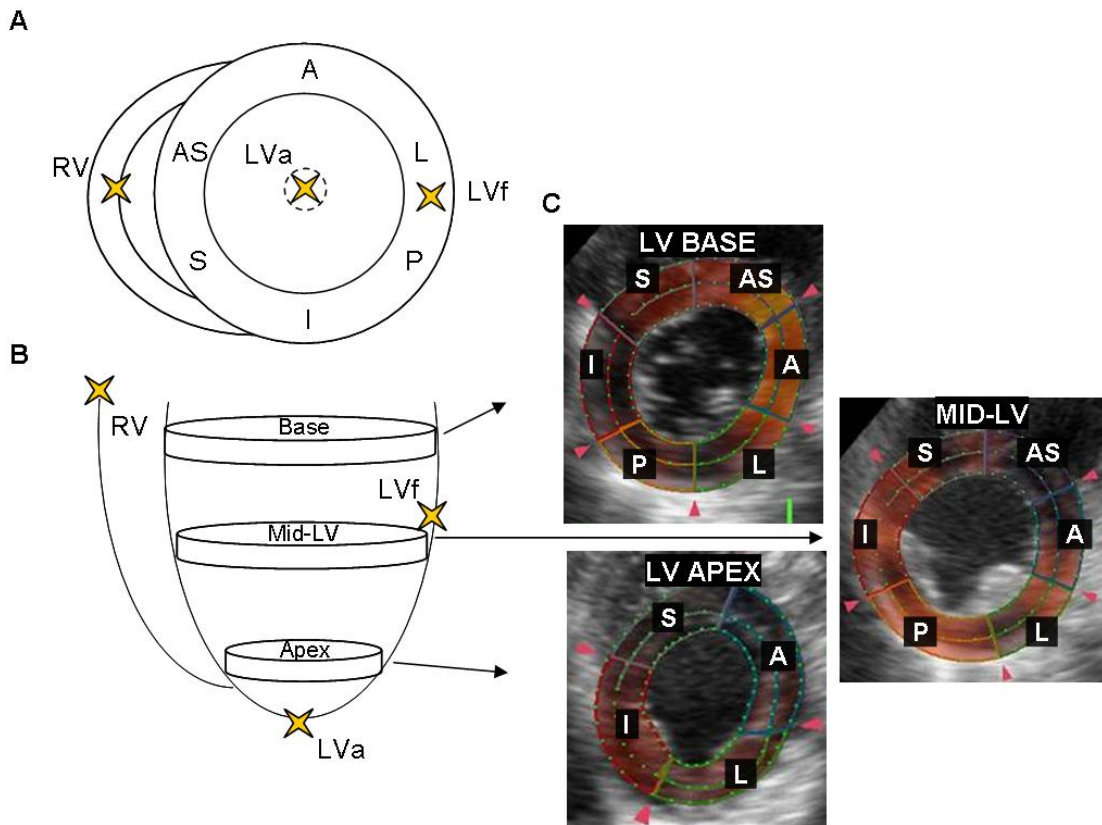 A
A
AS
LVa
L
RV
LVf
S
P
I
B
RV
Base
LVf
Mid-LV
Apex
LVa
C
LV BASE
S
AS
I
A
P
L
MID-LV
S
AS
I
A
P
L
LV APEX
S
A
I
L